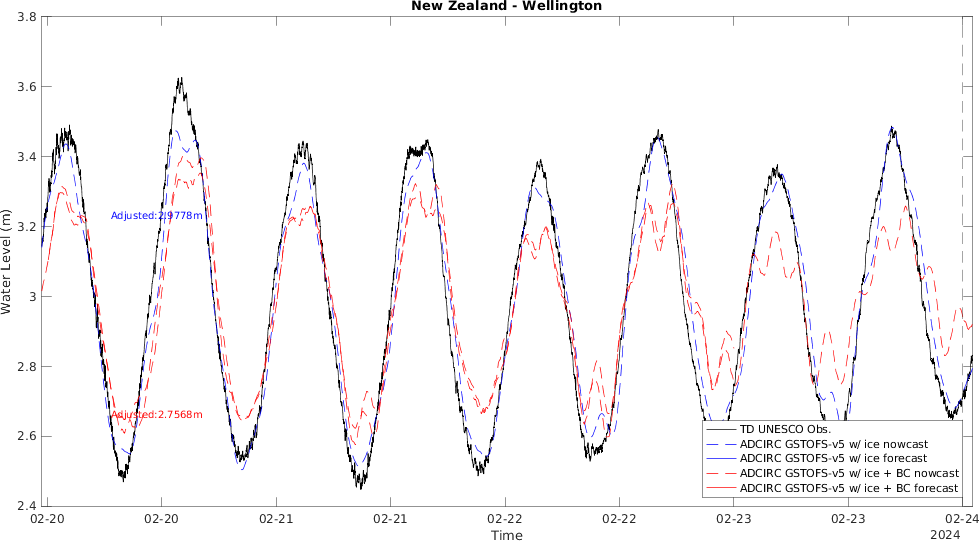 New Zealand - Wellington
3.8
3.6
3.4
3.2
3
2.8
2.6
2.4
Water Level (m)
Adjusted:2.9778m
Adjusted:2.7568m
TD UNESCO Obs.
ADCIRC GSTOFS-v5 w/ ice nowcast
ADCIRC GSTOFS-v5 w/ ice forecast
ADCIRC GSTOFS-v5 w/ ice + BC nowcast
ADCIRC GSTOFS-v5 w/ ice + BC forecast
02-20 02-20 02-21 02-21 02-22 02-22 02-23 02-23 02-24
Time
2024